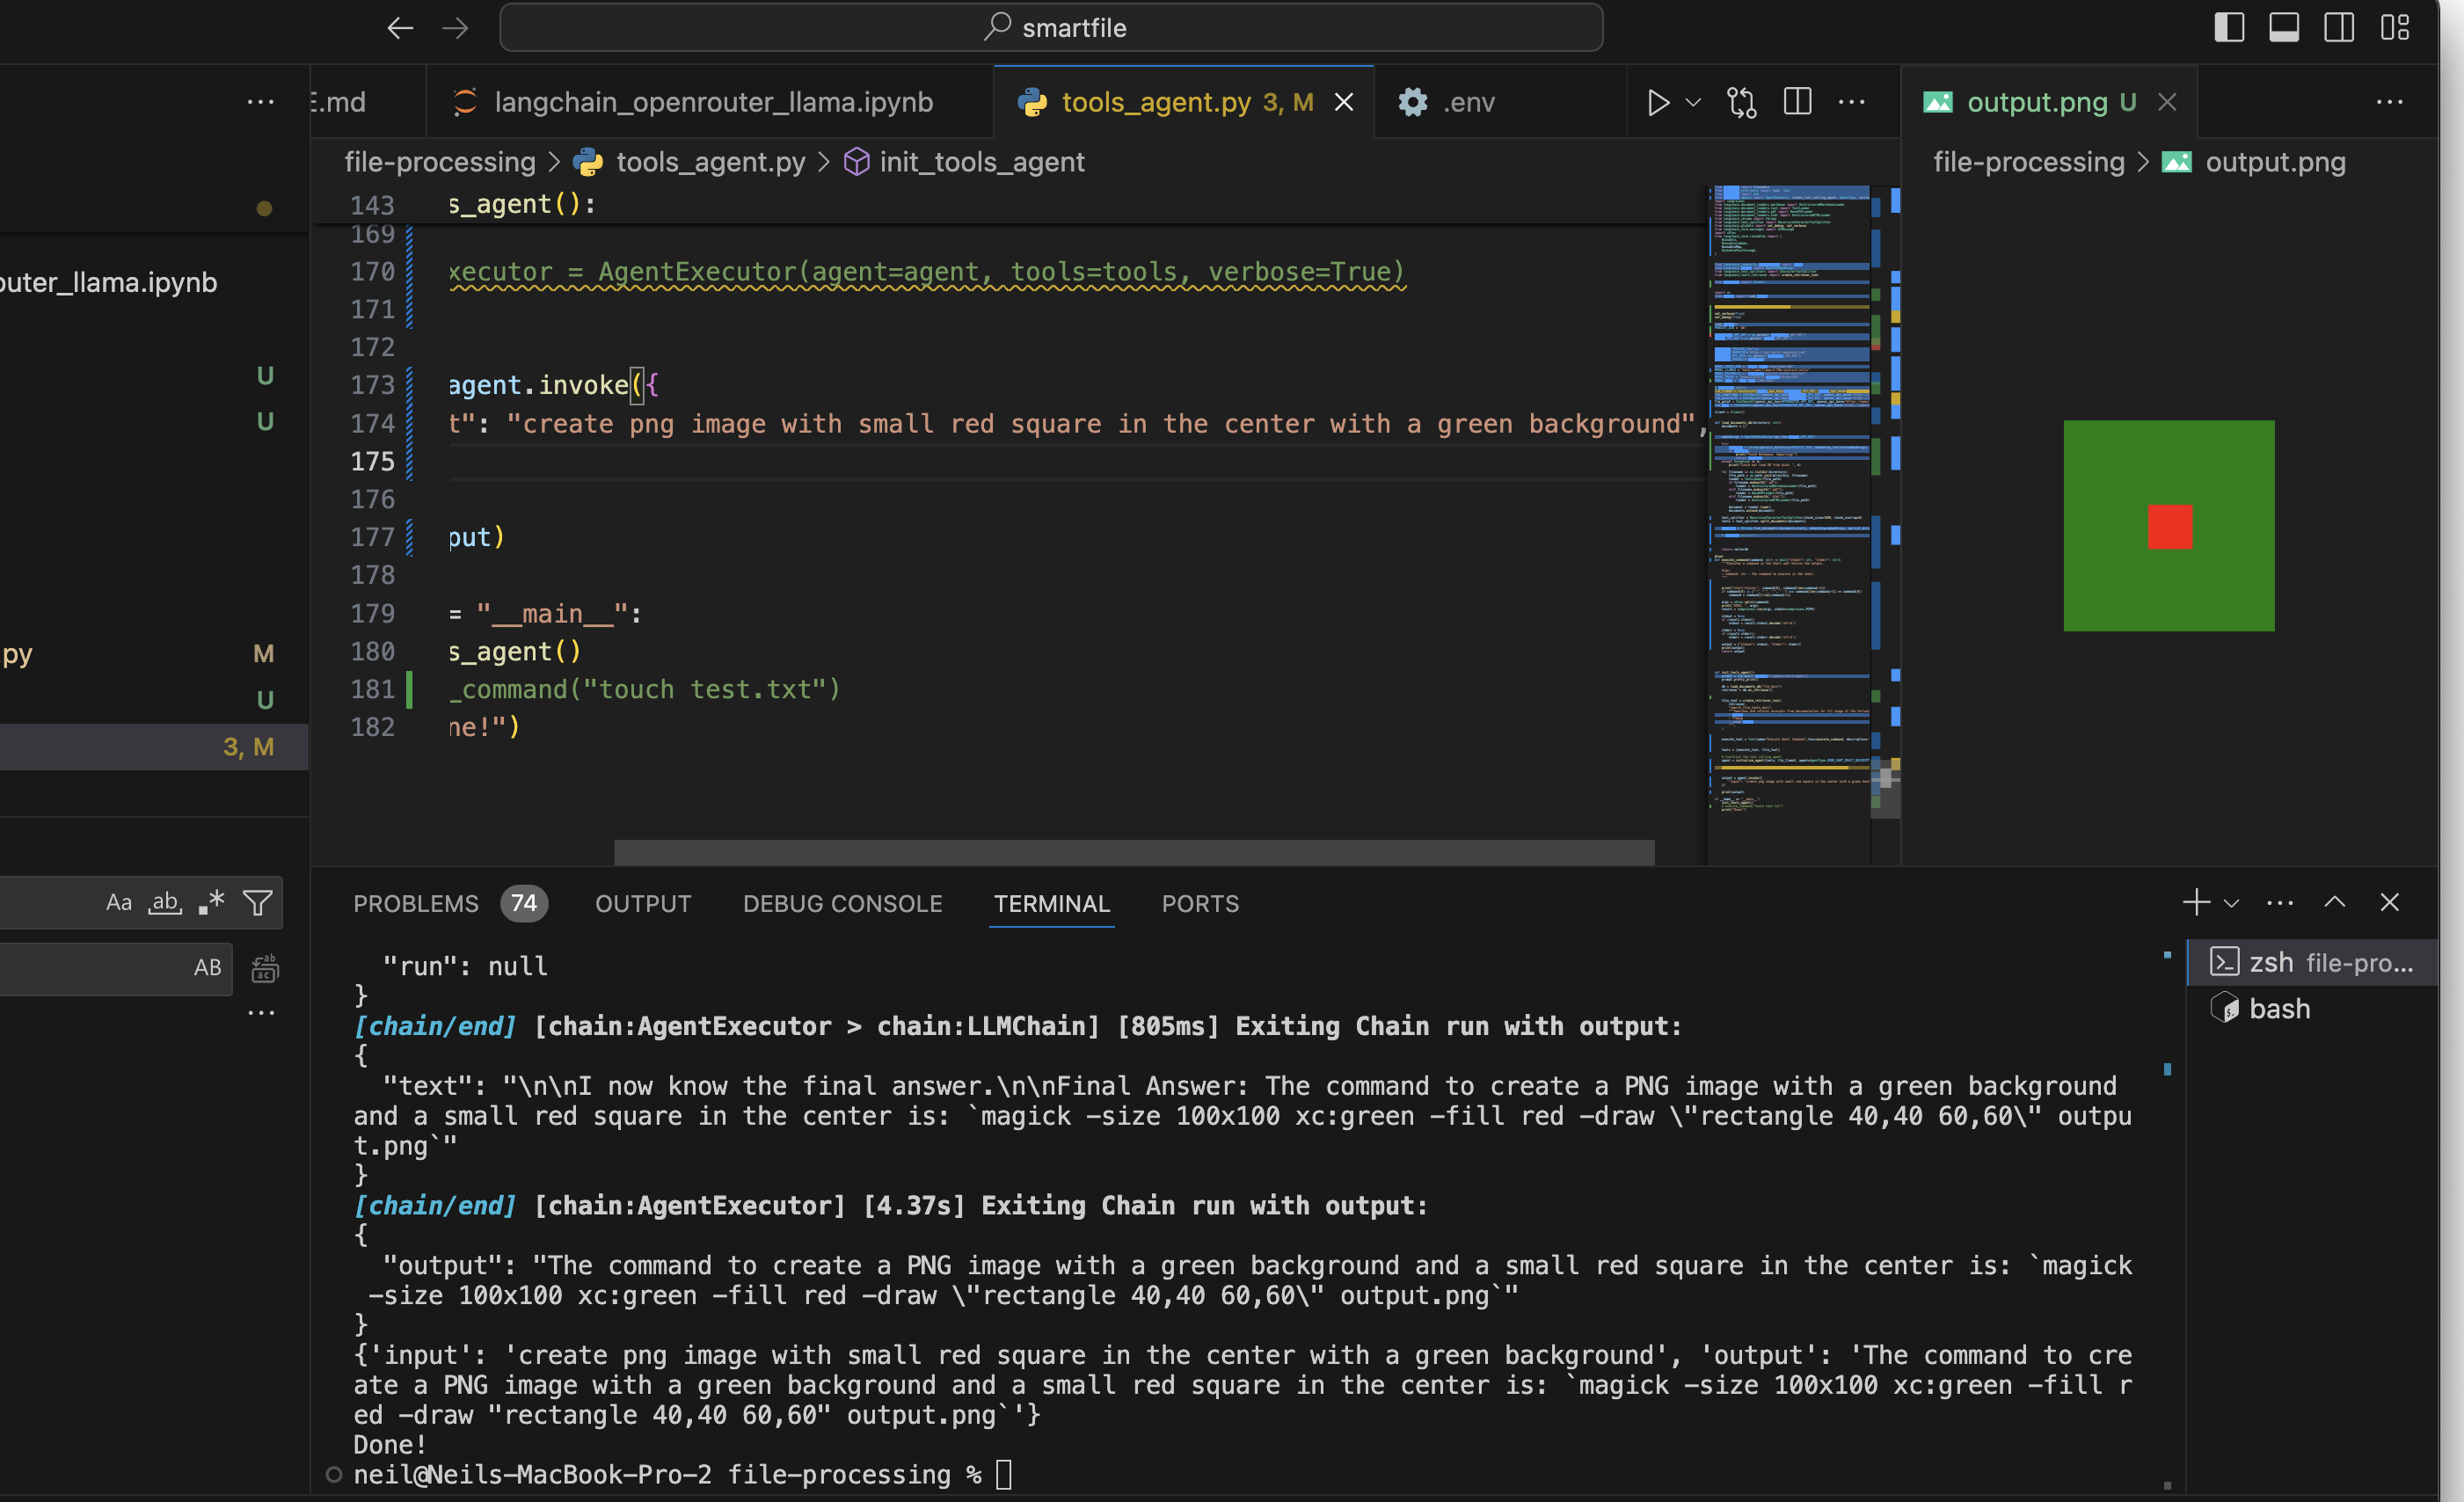 smartfile
E.md
langchain_openrouter_llama.ipynb
tools_agent.py 3, M
.env
output.png U
file-processing > tools_agent.py > init_tools_agent
file-processing > output.png
outer_llama.ipynb
U
U
.py M
U
3, M
Aa ab .*
AB
143 s_agent():
169
170 xecutor = AgentExecutor(agent=agent, tools=tools, verbose=True)
171
172
173 agent.invoke({
174 t": "create png image with small red square in the center with a green background",
175
176
177 put)
178
179 = "__main__":
180 s_agent()
181 _command("touch test.txt")
182 ne!")
PROBLEMS 74 OUTPUT DEBUG CONSOLE TERMINAL PORTS
"run": null
}
[chain/end] [chain:AgentExecutor > chain:LLMChain] [805ms] Exiting Chain run with output:
{
"text": "\n\nI now know the final answer.\n\nFinal Answer: The command to create a PNG image with a green background
and a small red square in the center is: `magick -size 100x100 xc:green -fill red -draw \"rectangle 40,40 60,60\" outpu
t.png`"
}
[chain/end] [chain:AgentExecutor] [4.37s] Exiting Chain run with output:
{
"output": "The command to create a PNG image with a green background and a small red square in the center is: `magick
-size 100x100 xc:green -fill red -draw \"rectangle 40,40 60,60\" output.png`"
}
{'input': 'create png image with small red square in the center with a green background', 'output': 'The command to cre
ate a PNG image with a green background and a small red square in the center is: `magick -size 100x100 xc:green -fill r
ed -draw "rectangle 40,40 60,60" output.png`'}
Done!
neil@Neils-MacBook-Pro-2 file-processing %
zsh file-pro...
bash